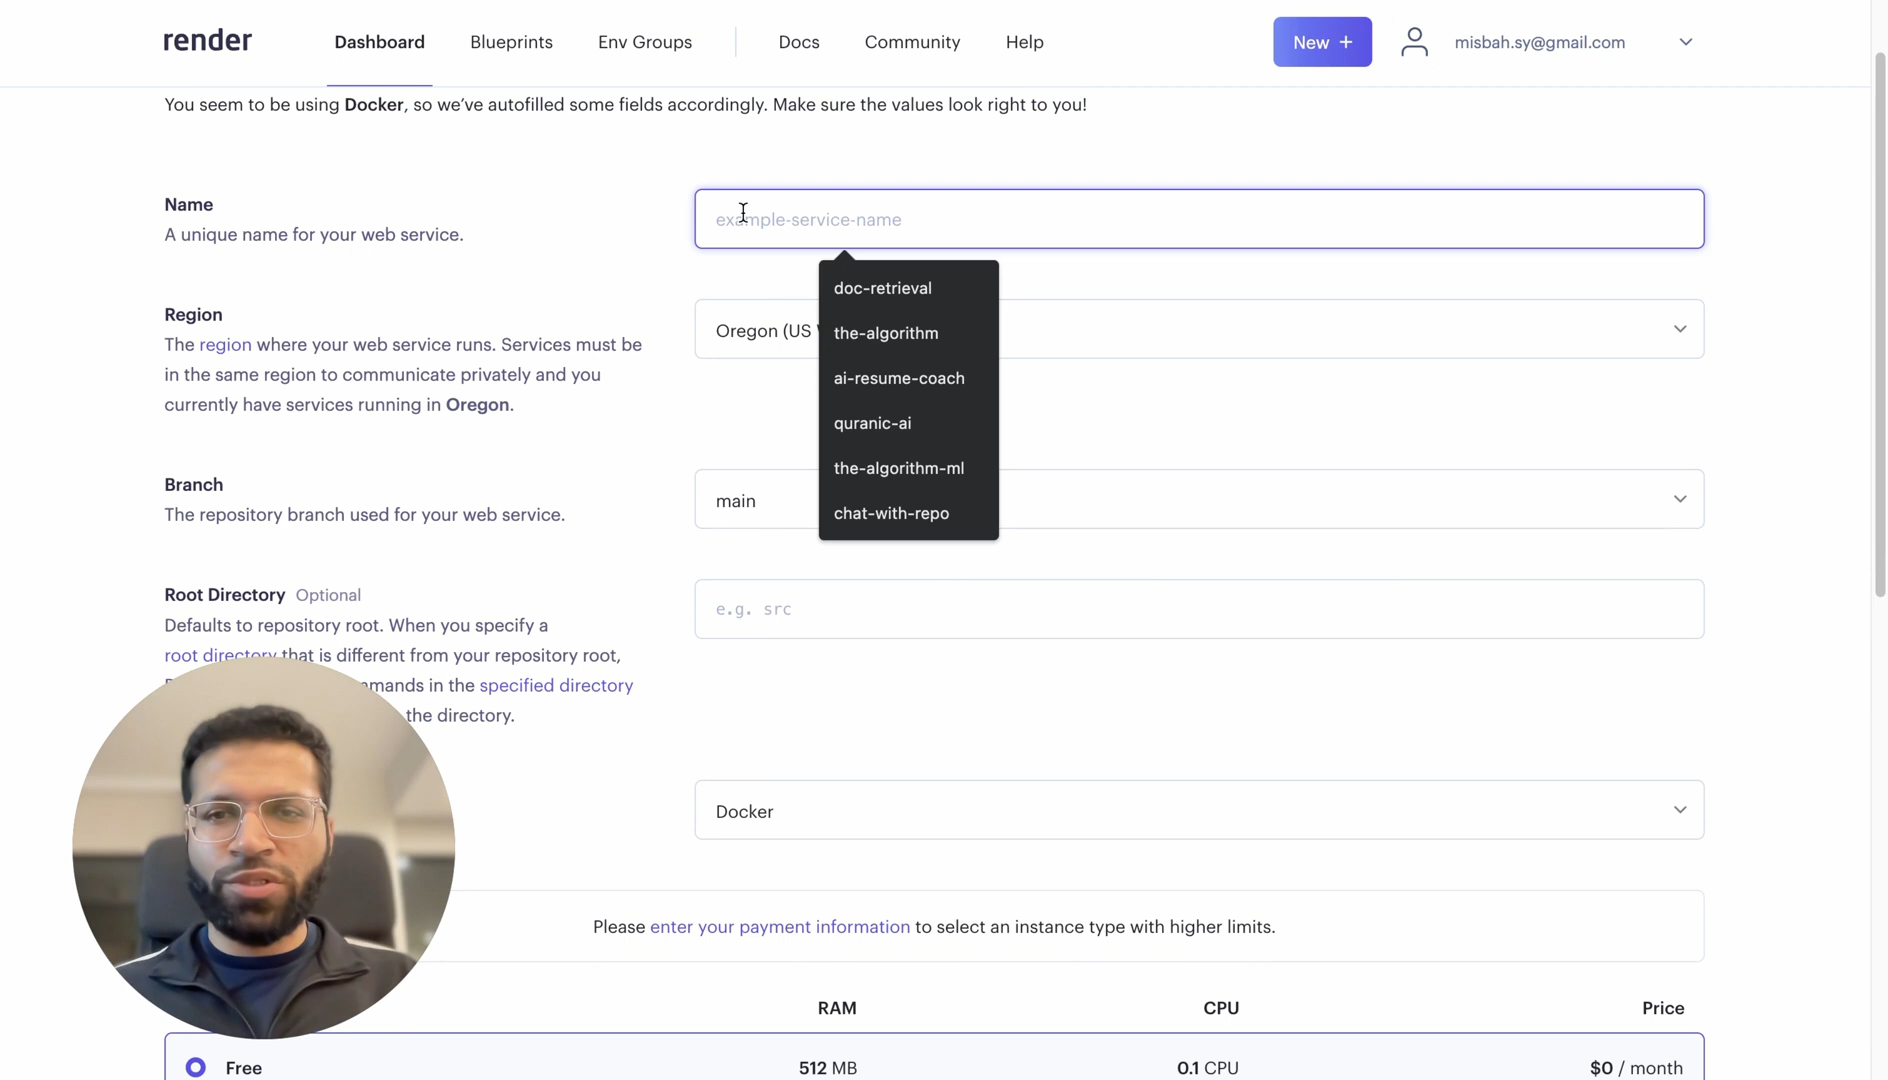 render
Dashboard
Blueprints
Env Groups
Docs
Community
Help
New +
misbah.sy@gmail.com
You seem to be using Docker, so we've autofilled some fields accordingly. Make sure the values look right to you!
Name
A unique name for your web service.
example-service-name
doc-retrieval
the-algorithm
ai-resume-coach
quranic-ai
the-algorithm-ml
chat-with-repo
Region
The region where your web service runs. Services must be
in the same region to communicate privately and you
currently have services running in Oregon.
Oregon (US
Branch
The repository branch used for your web service.
main
Root Directory Optional
Defaults to repository root. When you specify a
root directory that is different from your repository root,
in the specified directory
the directory.
e.g. src
Docker
Please enter your payment information to select an instance type with higher limits.
RAM
CPU
Price
Free
512 MB
0.1 CPU
$0 / month